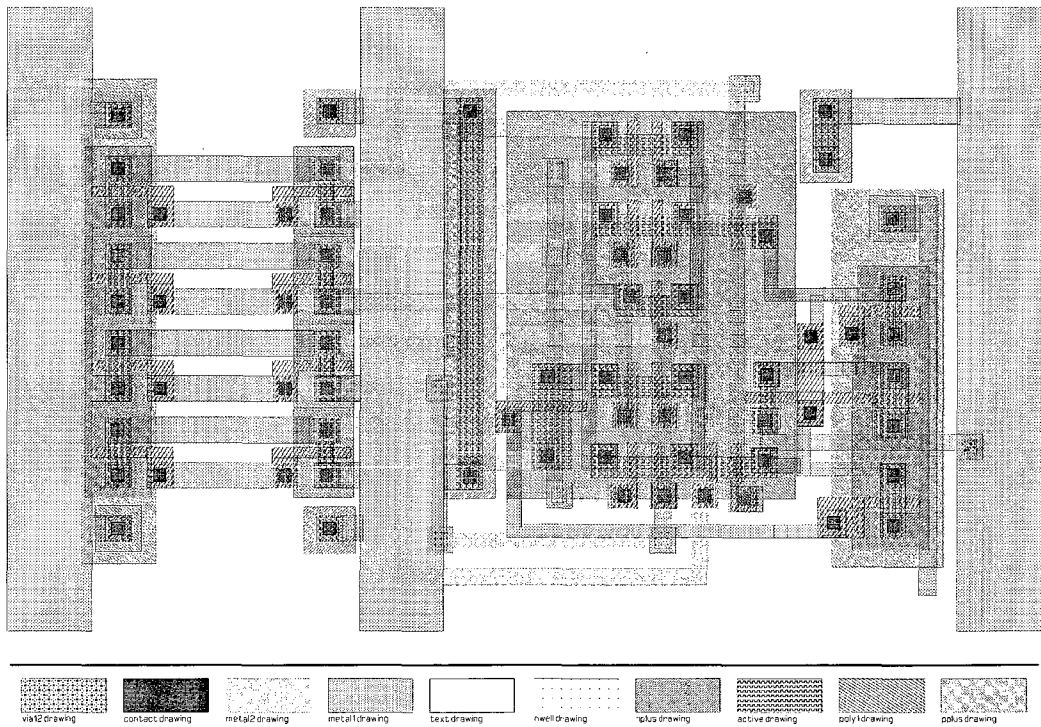 via12 drawing
contact drawing
metal2 drawing
metal1 drawing
text drawing
nwell drawing
nplus drawing
active drawing
poly1 drawing
pplus drawing